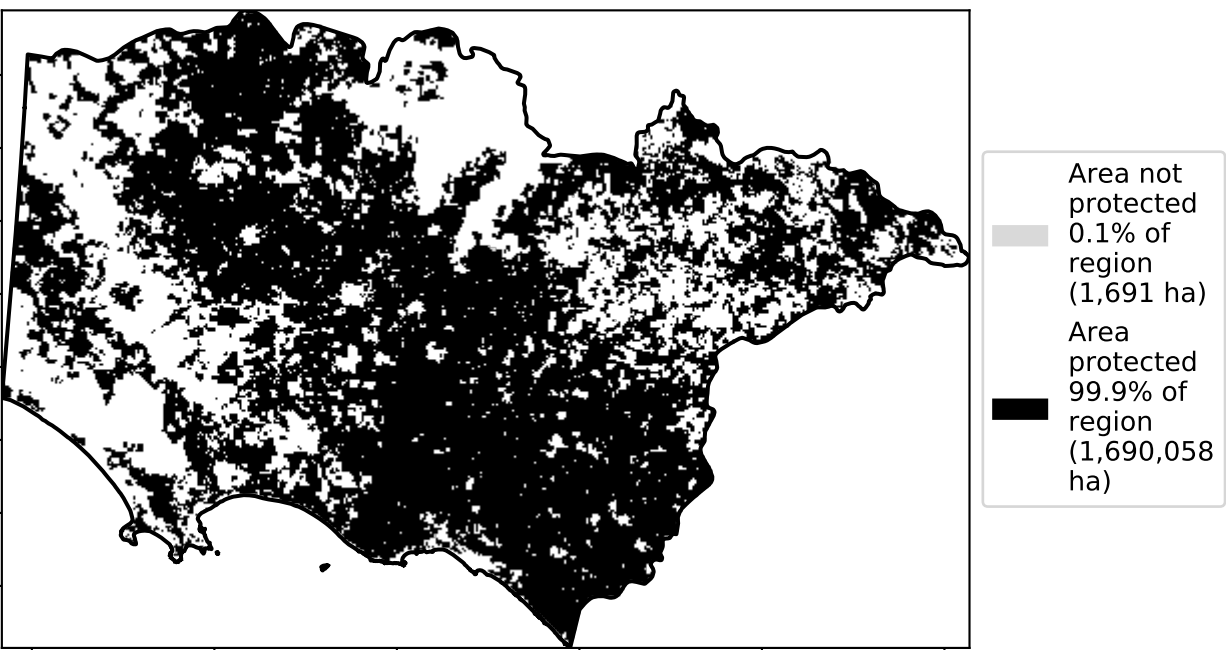 Area not
protected
0.1% of
region
(1,691 ha)
Area
protected
99.9% of
region
(1,690,058
ha)